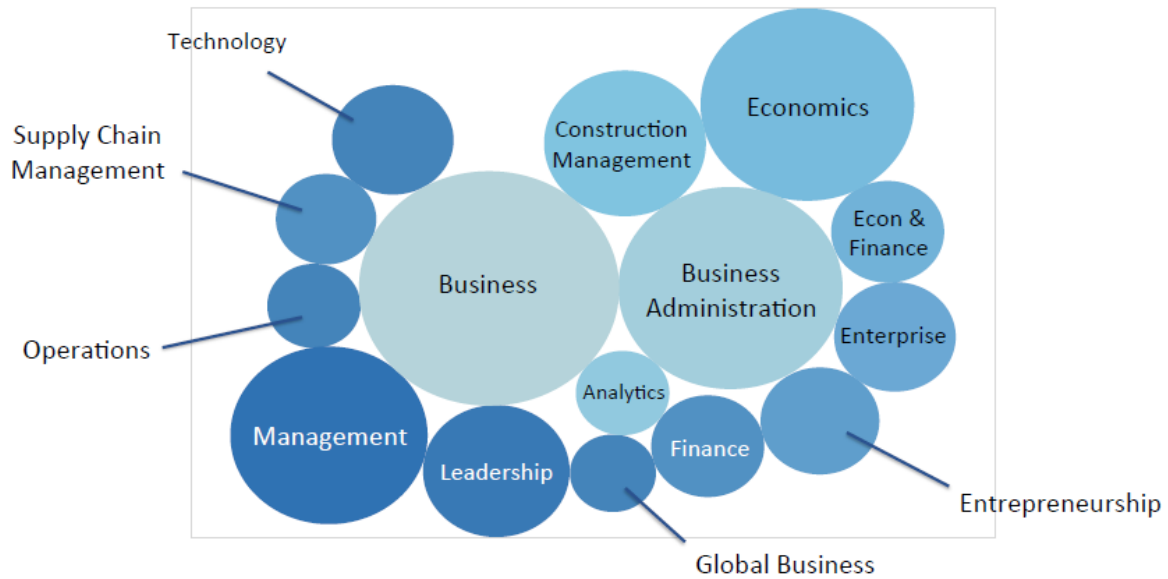 Technology
Supply Chain
Management
Operations
Management
Leadership
Business
Construction
Management
Economics
Business
Administration
Econ &
Finance
Enterprise
Analytics
Finance
Entrepreneurship
Global Business